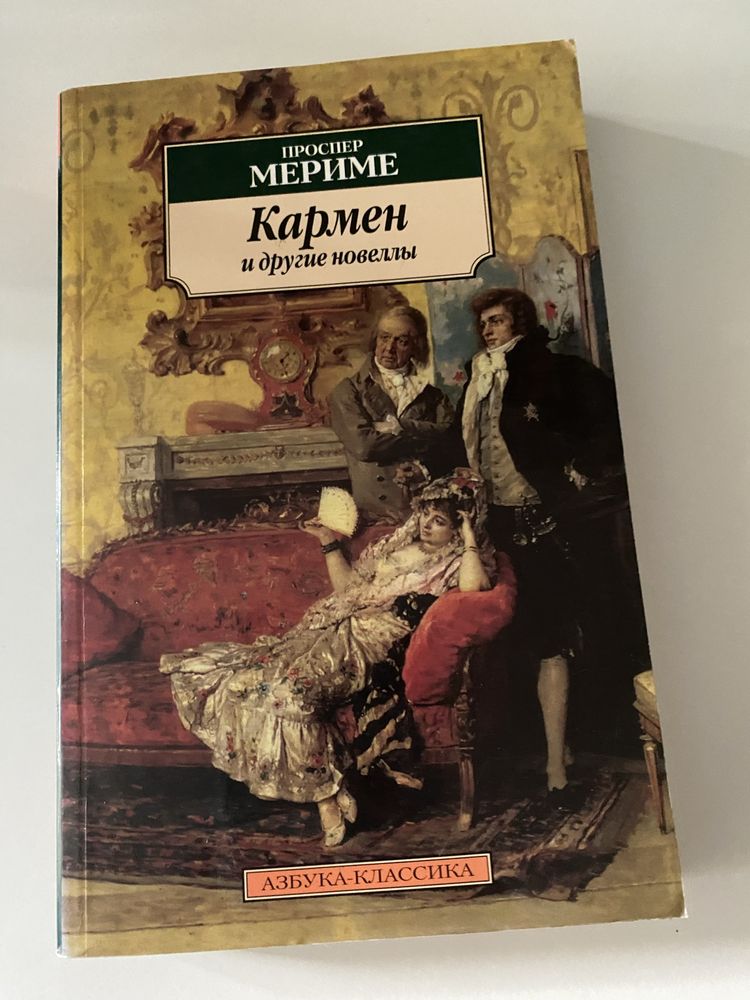 ПРОСПЕР
МЕРИМЕ
Кармен
и другие новеллы
АЗБУКА-КЛАССИКА